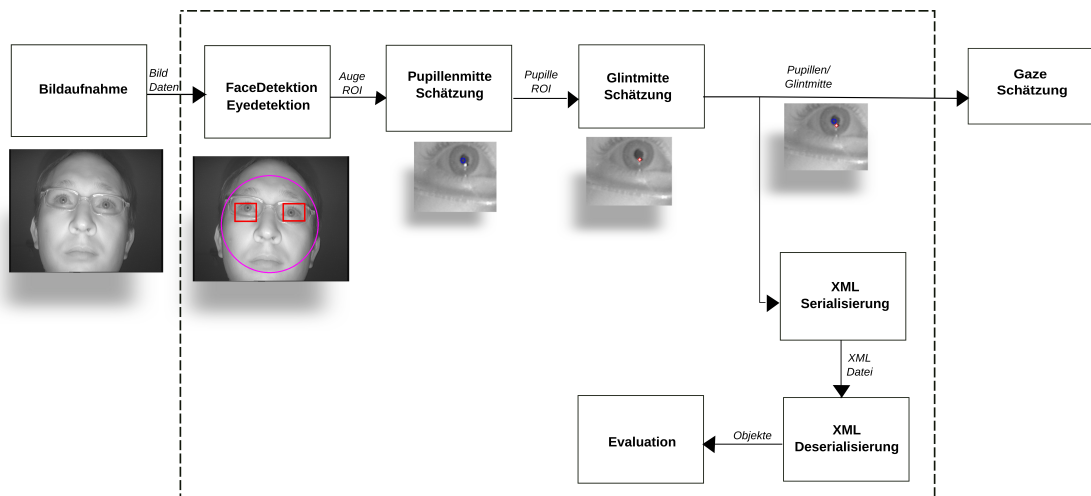 Bildaufnahme
Bild
Daten
FaceDetektion
Eyedetektion
Auge
ROI
Pupillenmitte
Schätzung
Pupille
ROI
Glintmitte
Schätzung
Pupillen/
Glintmitte
Gaze
Schätzung
XML
Serialisierung
XML
Datei
XML
Deserialisierung
Objekte
Evaluation